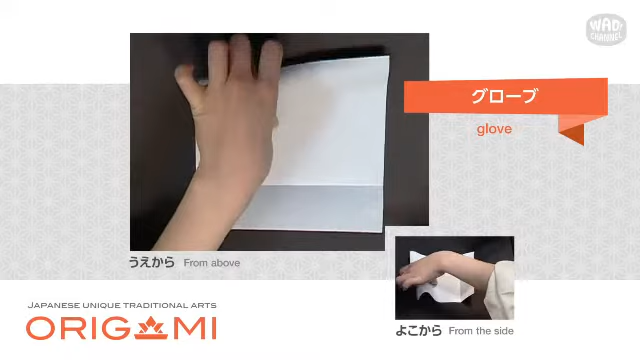 WAD!
CHANNEL
グローブ
glove
うえから From above
よこから From the side
JAPANESE UNIQUE TRADITIONAL ARTS
ORIGAMI